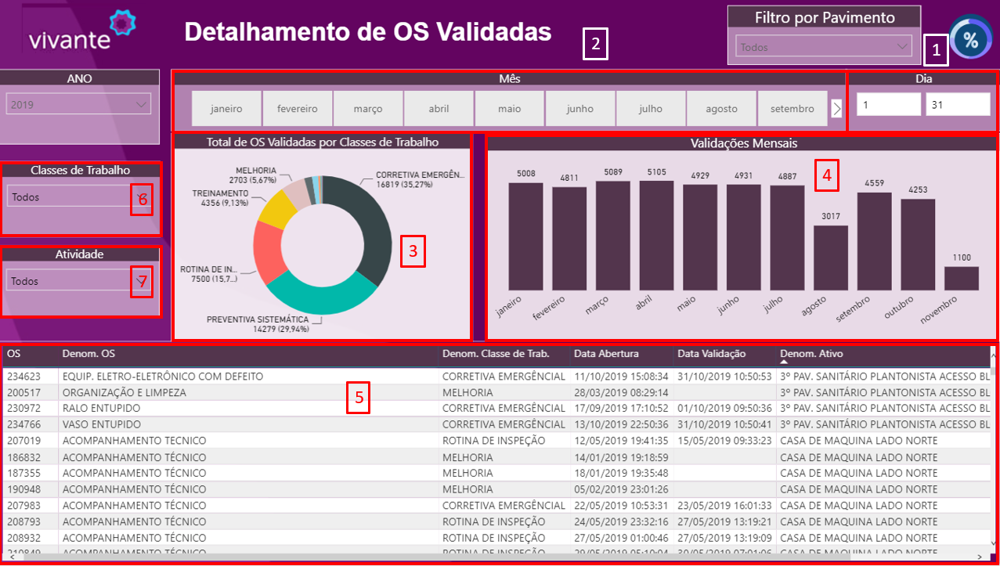 vivante
Detalhamento de OS Validadas
2
Filtro por Pavimento
Todos
1
%
ANO
2019
Mês
janeiro fevereiro março abril maio junho julho agosto setembro
Dia
1 31
Classes de Trabalho
Todos
6
Atividade
Todos
7
Total de OS Validadas por Classes de Trabalho
MELHORIA
2703 (5,67%)
CORRETIVA EMERGÊN...
16819 (35,27%)
TREINAMENTO
4356 (9,13%)
3
ROTINA DE IN...
7500 (15,7...)
PREVENTIVA SISTEMÁTICA
14279 (29,94%)
Validações Mensais
5008 4811 5089 5105 4929 4931 4887 3017 4559 4253 1100
4
janeiro fevereiro março abril maio junho julho agosto setembro outubro novembro
OS Denom. OS Denom. Classe de Trab. Data Abertura Data Validação Denom. Ativo
234623 EQUIP. ELETRO-ELETRÔNICO COM DEFEITO CORRETIVA EMERGÊNCIAL 11/10/2019 15:08:34 31/10/2019 10:50:53 3º PAV. SANITÁRIO PLANTONISTA ACESSO BL
200517 ORGANIZAÇÃO E LIMPEZA MELHORIA 28/03/2019 08:29:14 3º PAV. SANITÁRIO PLANTONISTA ACESSO BL
5
230972 RALO ENTUPIDO CORRETIVA EMERGÊNCIAL 17/09/2019 17:10:52 01/10/2019 09:50:36 3º PAV. SANITÁRIO PLANTONISTA ACESSO BL
234766 VASO ENTUPIDO CORRETIVA EMERGÊNCIAL 13/10/2019 22:50:36 31/10/2019 10:50:41 3º PAV. SANITÁRIO PLANTONISTA ACESSO BL
207019 ACOMPANHAMENTO TECNICO ROTINA DE INSPEÇÃO 12/05/2019 19:41:35 15/05/2019 09:33:23 CASA DE MAQUINA LADO NORTE
186832 ACOMPANHAMENTO TÉCNICO MELHORIA 14/01/2019 19:18:59 CASA DE MAQUINA LADO NORTE
187355 ACOMPANHAMENTO TÉCNICO MELHORIA 18/01/2019 19:35:48 CASA DE MAQUINA LADO NORTE
190948 ACOMPANHAMENTO TÉCNICO MELHORIA 05/02/2019 23:01:26 CASA DE MAQUINA LADO NORTE
207983 ACOMPANHAMENTO TÉCNICO CORRETIVA EMERGÊNCIAL 22/05/2019 10:53:31 23/05/2019 16:01:33 CASA DE MAQUINA LADO NORTE
208793 ACOMPANHAMENTO TÉCNICO ROTINA DE INSPEÇÃO 24/05/2019 23:32:16 27/05/2019 13:19:21 CASA DE MAQUINA LADO NORTE
208932 ACOMPANHAMENTO TÉCNICO ROTINA DE INSPEÇÃO 27/05/2019 01:00:46 27/05/2019 13:19:09 CASA DE MAQUINA LADO NORTE